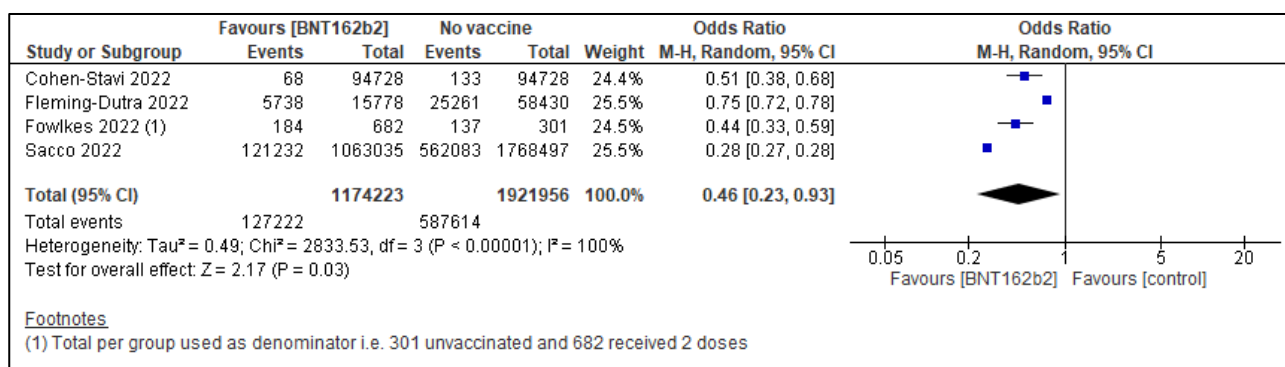 Favours [BNT162b2] No vaccine Odds Ratio Odds Ratio
Study or Subgroup Events Total Events Total Weight M-H, Random, 95% CI M-H, Random, 95% CI
Cohen-Stavi 2022 68 94728 133 94728 24.4% 0.51 [0.38, 0.68]
Fleming-Dutra 2022 5738 15778 25261 58430 25.5% 0.75 [0.72, 0.78]
Fowlkes 2022 (1) 184 682 137 301 24.5% 0.44 [0.33, 0.59]
Sacco 2022 121232 1063035 562083 1768497 25.5% 0.28 [0.27, 0.28]
Total (95% CI) 1174223 1921956 100.0% 0.46 [0.23, 0.93]
Total events 127222 587614
Heterogeneity: Tau² = 0.49; Chi² = 2833.53, df = 3 (P < 0.00001); I² = 100%
Test for overall effect: Z = 2.17 (P = 0.03)
0.05 0.2 1 5 20
Favours [BNT162b2] Favours [control]
Footnotes
(1) Total per group used as denominator i.e. 301 unvaccinated and 682 received 2 doses